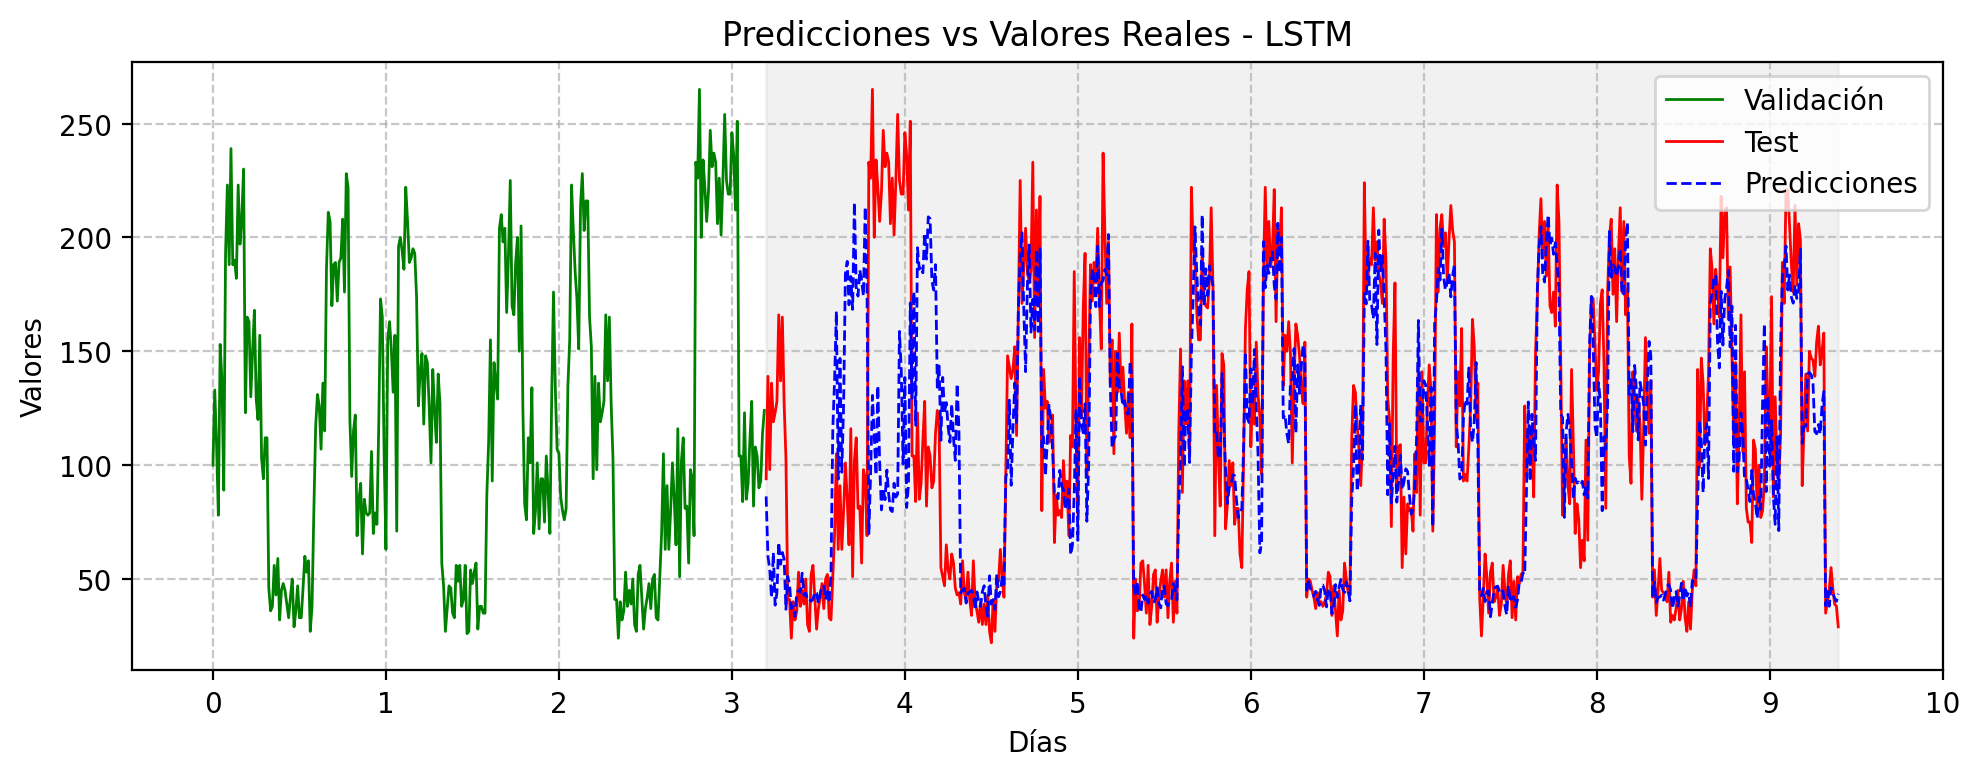 Predicciones vs Valores Reales - LSTM
Validación
Test
Predicciones
Valores
250
200
150
100
50
0 1 2 3 4 5 6 7 8 9 10
Días